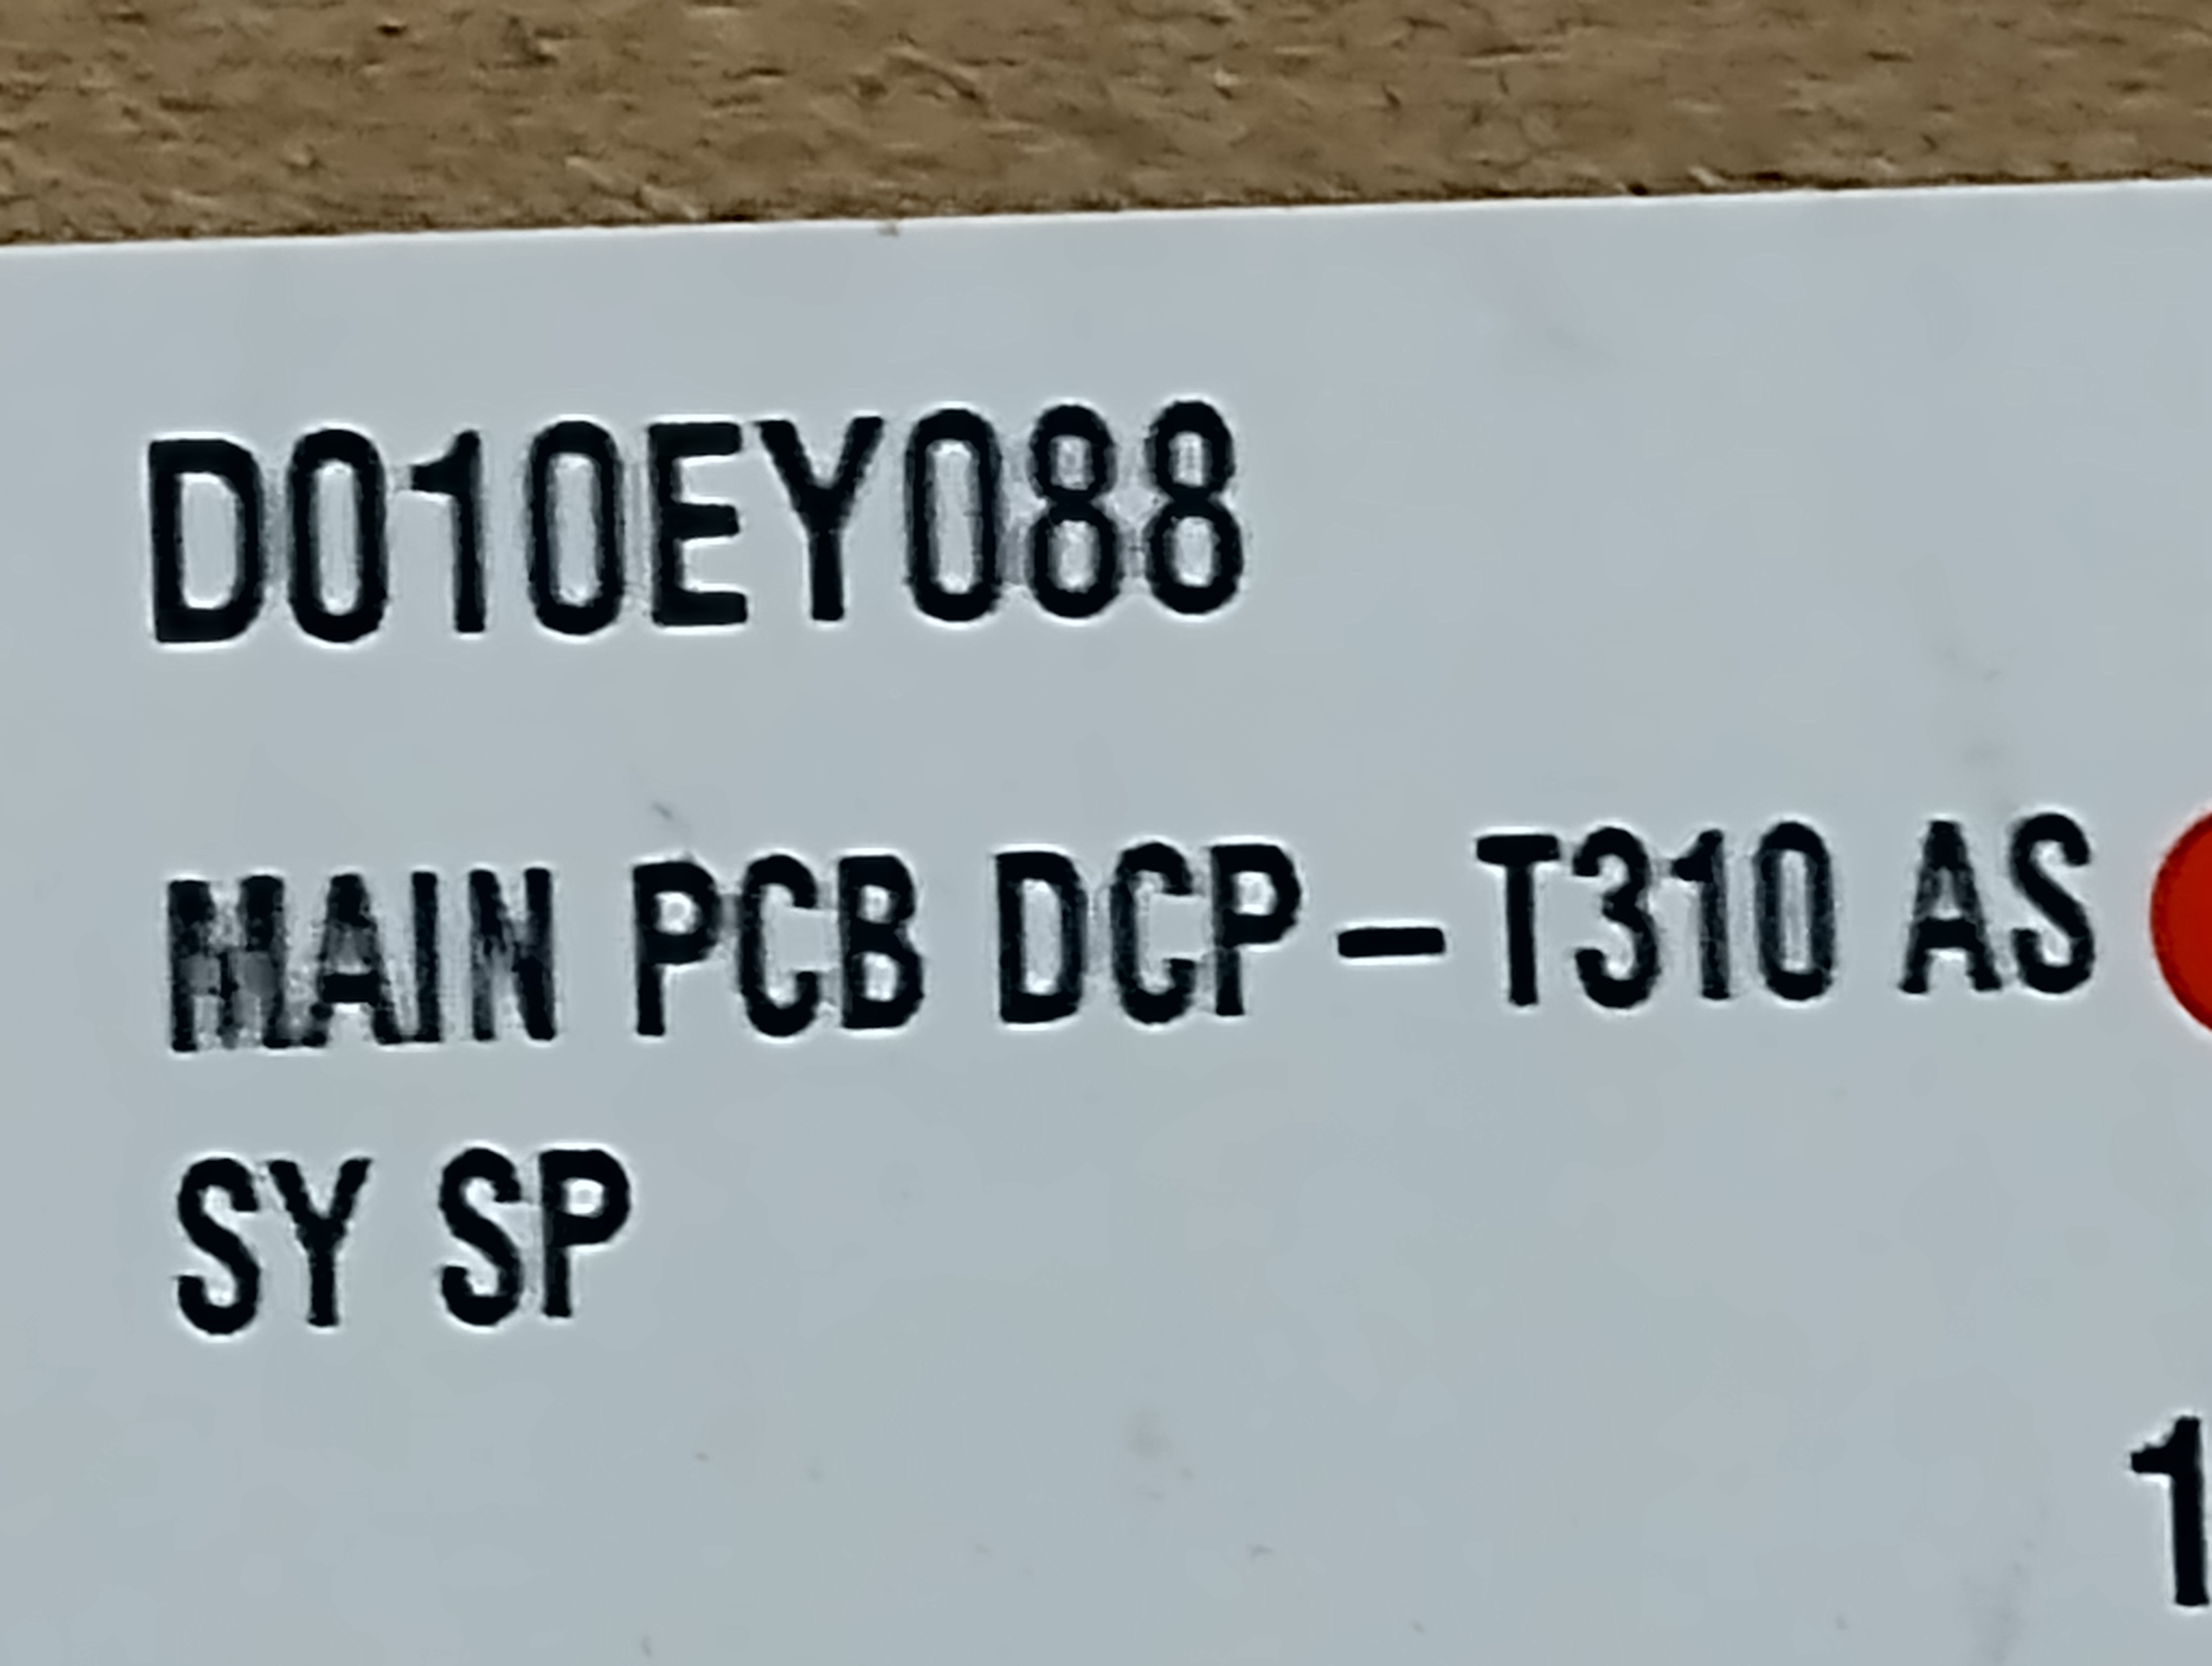 D010EY088
MAIN PCB DCP-T310 AS
SY SP
1